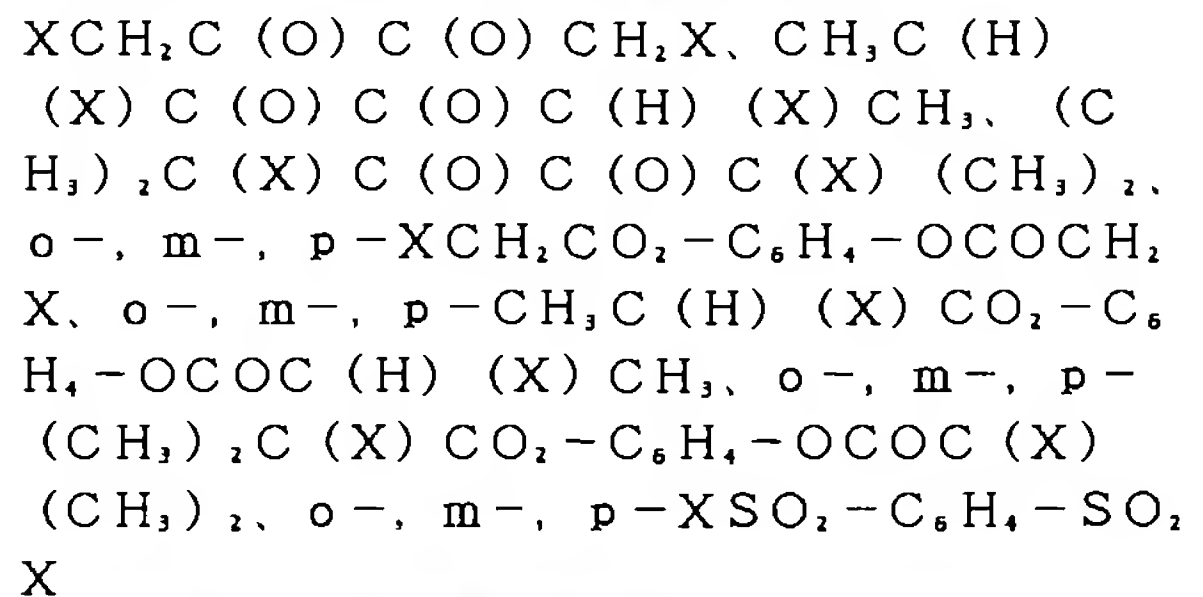 XCH₂C(O)C(O)CH₂X、CH₃C(H)
(X)C(O)C(O)C(H)(X)CH₃、(C
H₃)₂C(X)C(O)C(O)C(X)(CH₃)₂、
o−,m−,p−XCH₂CO₂−C₆H₄−OCOCH₂
X、o−,m−,p−CH₃C(H)(X)CO₂−C₆
H₄−OCOC(H)(X)CH₃、o−,m−,p−
(CH₃)₂C(X)CO₂−C₆H₄−OCOC(X)
(CH₃)₂、o−,m−,p−XSO₂−C₆H₄−SO₂
X